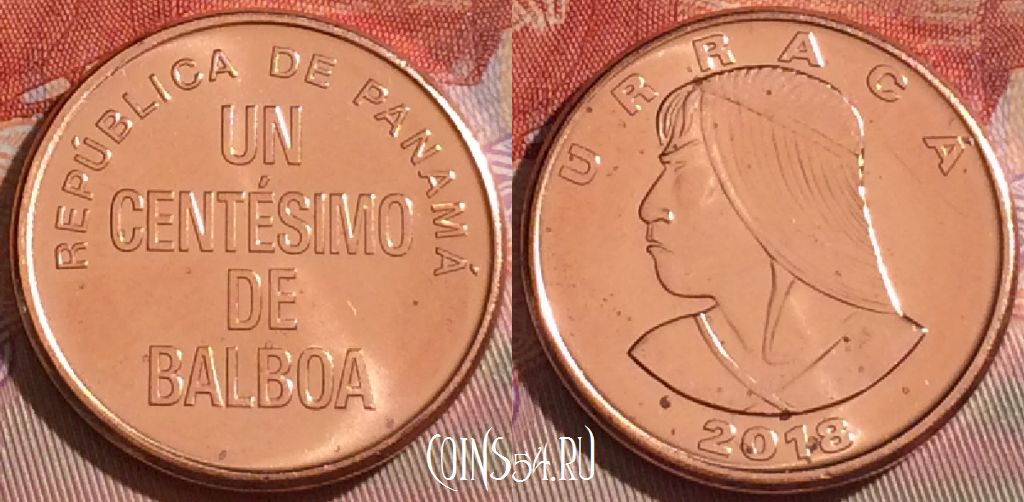 REPÚBLICA DE PANAMÁ
UN
CENTÉSIMO
DE
BALBOA
URRACÁ
2018
COINS54.RU